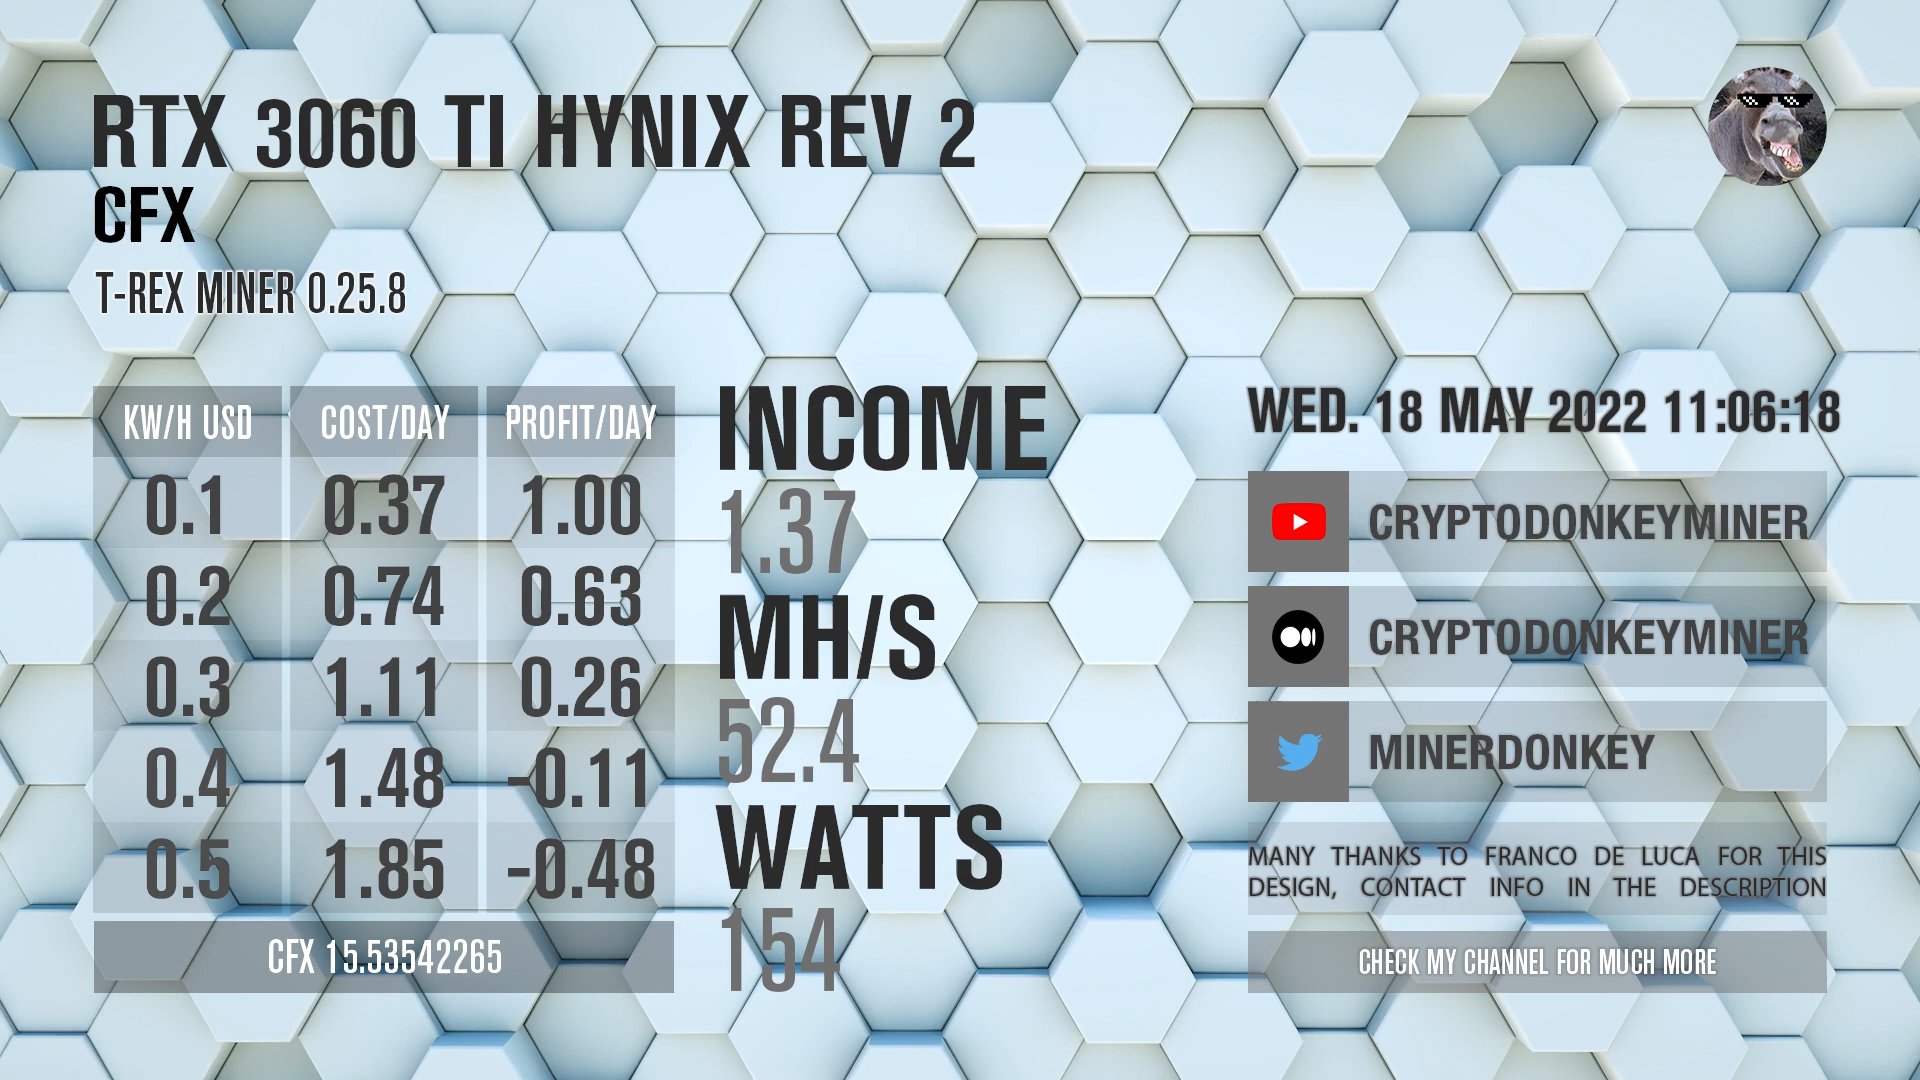 RTX 3060 TI HYNIX REV 2
CFX
T-REX MINER 0.25.8
KW/H USD COST/DAY PROFIT/DAY
0.1 0.37 1.00
0.2 0.74 0.63
0.3 1.11 0.26
0.4 1.48 -0.11
0.5 1.85 -0.48
CFX 15.53542265
INCOME
1.37
MH/S
52.4
WATTS
154
WED. 18 MAY 2022 11:06:18
CRYPTODONKEYMINER
CRYPTODONKEYMINER
MINERDONKEY
MANY THANKS TO FRANCO DE LUCA FOR THIS
DESIGN, CONTACT INFO IN THE DESCRIPTION
CHECK MY CHANNEL FOR MUCH MORE